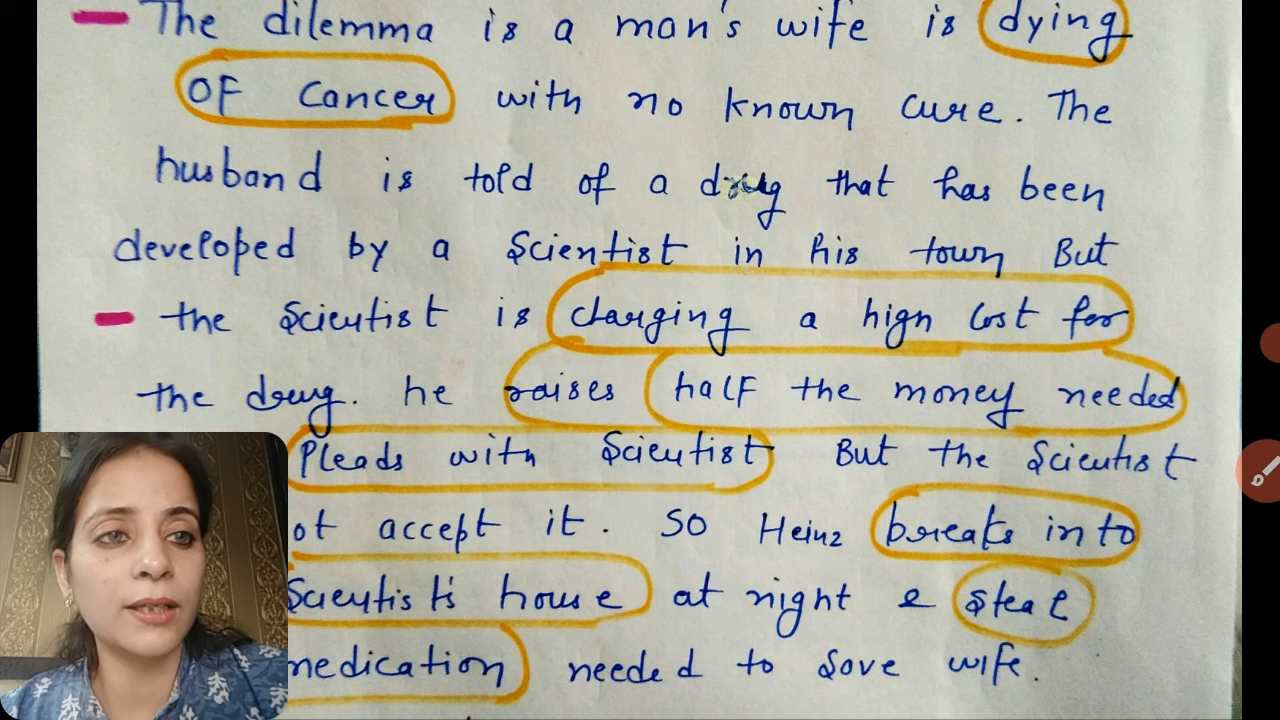 The dilemma is a man's wife is dying
OF cancer with no known cure. The
husband is told of a drug that has been
developed by a Scientist in his town But
the Scientist is charging a high Cost for
the drug. he raises half the money needed
Pleads with Scientist But the Scientist
ot accept it. SO Heinz breaks into
Scientist's house at night & steal
medication needed to Save wife.